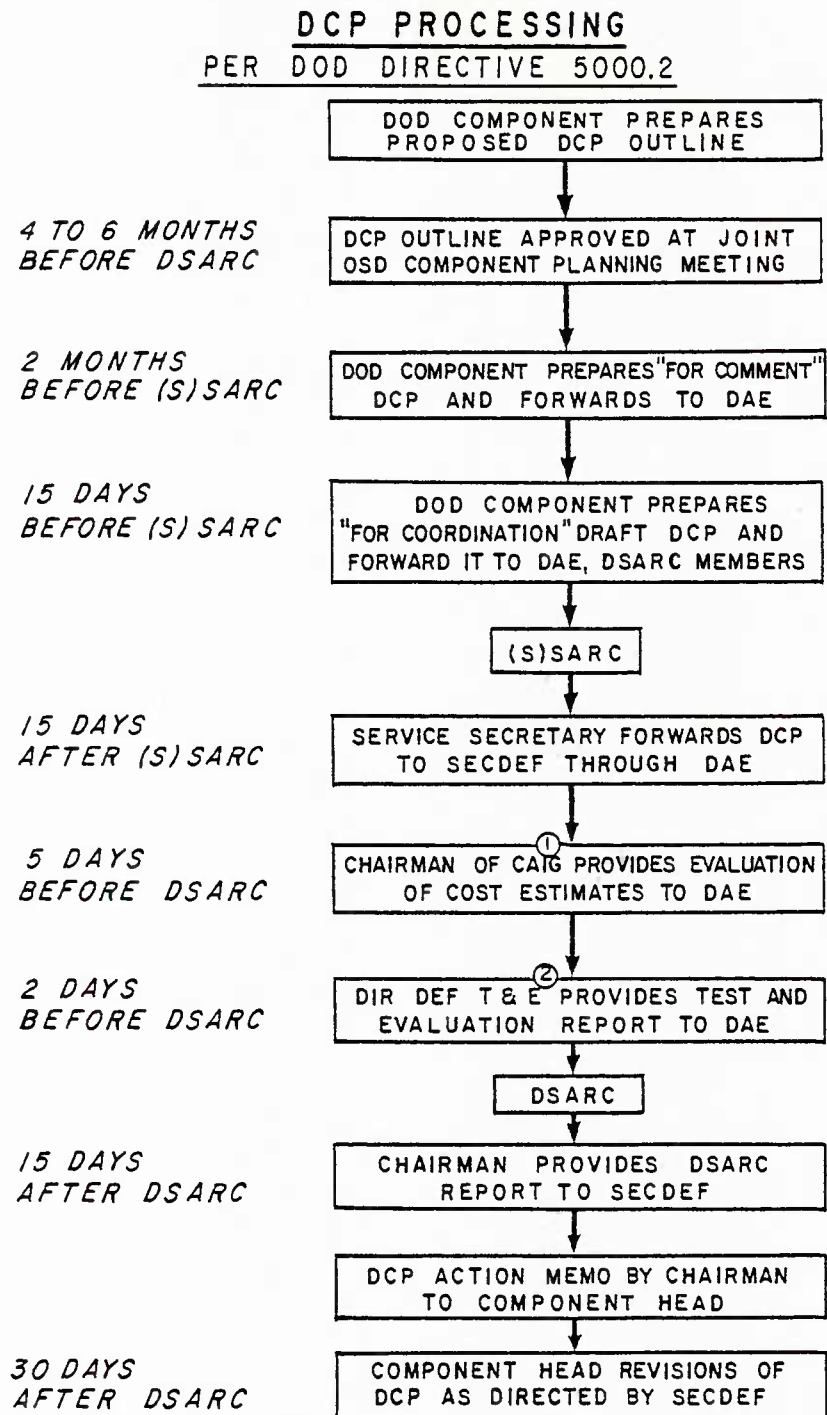 DCP PROCESSING
PER DOD DIRECTIVE 5000.2
DOD COMPONENT PREPARES
PROPOSED DCP OUTLINE
4 TO 6 MONTHS
BEFORE DSARC
DCP OUTLINE APPROVED AT JOINT
OSD COMPONENT PLANNING MEETING
2 MONTHS
BEFORE (S)SARC
DOD COMPONENT PREPARES "FOR COMMENT"
DCP AND FORWARDS TO DAE
15 DAYS
BEFORE (S)SARC
DOD COMPONENT PREPARES
"FOR COORDINATION" DRAFT DCP AND
FORWARD IT TO DAE, DSARC MEMBERS
(S)SARC
15 DAYS
AFTER (S)SARC
SERVICE SECRETARY FORWARDS DCP
TO SECDEF THROUGH DAE
5 DAYS
BEFORE DSARC
①
CHAIRMAN OF CAIG PROVIDES EVALUATION
OF COST ESTIMATES TO DAE
2 DAYS
BEFORE DSARC
②
DIR DEF T & E PROVIDES TEST AND
EVALUATION REPORT TO DAE
DSARC
15 DAYS
AFTER DSARC
CHAIRMAN PROVIDES DSARC
REPORT TO SECDEF
DCP ACTION MEMO BY CHAIRMAN
TO COMPONENT HEAD
30 DAYS
AFTER DSARC
COMPONENT HEAD REVISIONS OF
DCP AS DIRECTED BY SECDEF